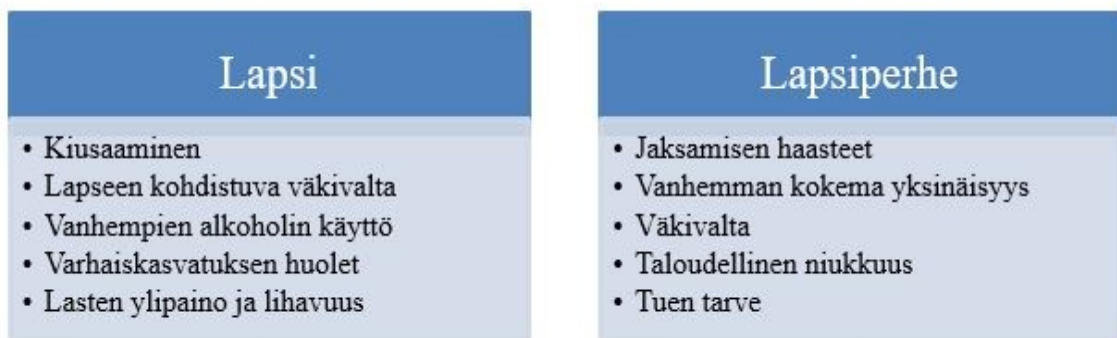 Lapsi
• Kiusaaminen
• Lapseen kohdistuva väkivalta
• Vanhempien alkoholin käyttö
• Varhaiskasvatuksen huolet
• Lasten ylipaino ja lihavuus
Lapsiperhe
• Jaksamisen haasteet
• Vanhemman kokema yksinäisyys
• Väkivalta
• Taloudellinen niukkuus
• Tuen tarve